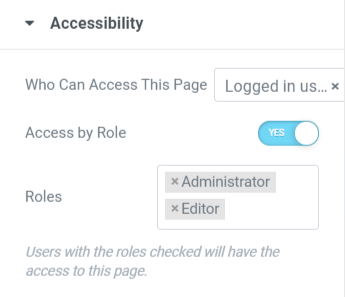 Accessibility
Who Can Access This Page Logged in us... ×
Access by Role YES
Roles
× Administrator
× Editor
Users with the roles checked will have the
access to this page.